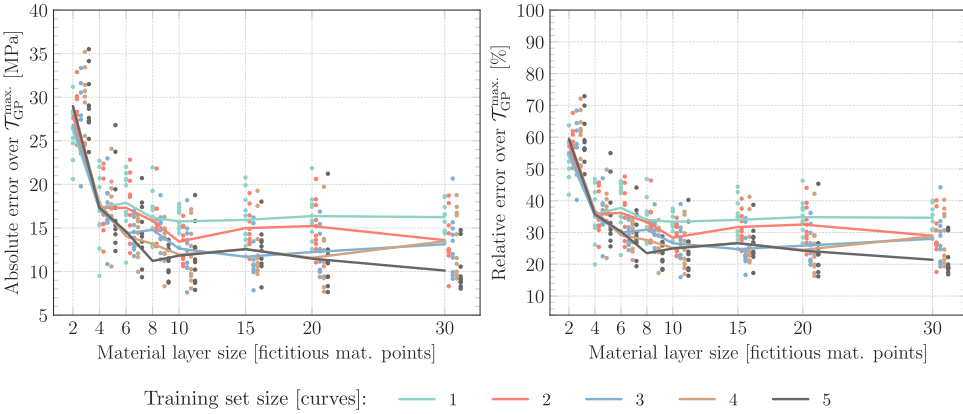 Absolute error over 𝒯_GP^max. [MPa]
40
35
30
25
20
15
10
5
2 4 6 8 10 15 20 30
Material layer size [fictitious mat. points]
Relative error over 𝒯_GP^max. [%]
100
90
80
70
60
50
40
30
20
10
2 4 6 8 10 15 20 30
Material layer size [fictitious mat. points]
Training set size [curves]: 1 2 3 4 5